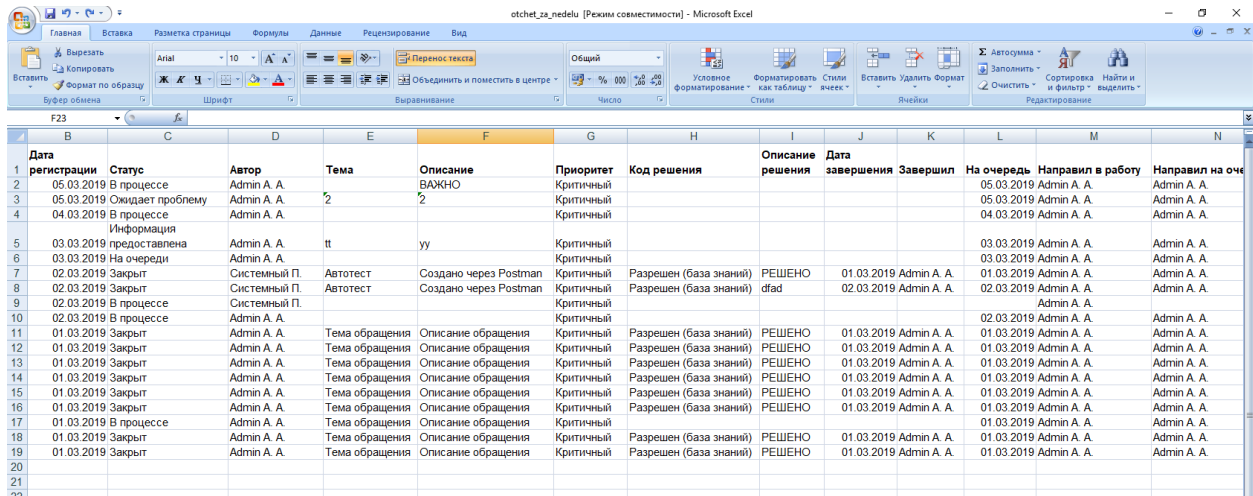 otchet_za_nedelu [Режим совместимости] - Microsoft Excel
Главная Вставка Разметка страницы Формулы Данные Рецензирование Вид
Вставить
Вырезать
Копировать
Формат по образцу
Буфер обмена
Arial 10
Ж К Ч
Шрифт
Перенос текста
Объединить и поместить в центре
Выравнивание
Общий
% 000
Число
Условное форматирование
Форматировать как таблицу
Стили ячеек
Стили
Вставить Удалить Формат
Ячейки
Σ Автосумма
Заполнить
Очистить
Сортировка и фильтр
Найти и выделить
Редактирование
F23 fx
B C D E F G H I J K L M N
1 Дата регистрации Статус Автор Тема Описание Приоритет Код решения Описание решения Дата завершения Завершил На очередь Направил в работу Направил на оче
2 05.03.2019 В процессе Admin A. A. ВАЖНО Критичный 05.03.2019 Admin A. A. Admin A. A.
3 05.03.2019 Ожидает проблему Admin A. A. 2 2 Критичный 05.03.2019 Admin A. A. Admin A. A.
4 04.03.2019 В процессе Admin A. A. Критичный 04.03.2019 Admin A. A. Admin A. A.
5 03.03.2019 Информация предоставлена Admin A. A. tt yy Критичный 03.03.2019 Admin A. A. Admin A. A.
6 03.03.2019 На очереди Admin A. A. Критичный 03.03.2019 Admin A. A. Admin A. A.
7 02.03.2019 Закрыт Системный П. Автотест Создано через Postman Критичный Разрешен (база знаний) РЕШЕНО 01.03.2019 Admin A. A. 01.03.2019 Admin A. A. Admin A. A.
8 02.03.2019 Закрыт Системный П. Автотест Создано через Postman Критичный Разрешен (база знаний) dfad 02.03.2019 Admin A. A. 02.03.2019 Admin A. A. Admin A. A.
9 02.03.2019 В процессе Системный П. Критичный Admin A. A.
10 02.03.2019 В процессе Admin A. A. Критичный 02.03.2019 Admin A. A. Admin A. A.
11 01.03.2019 Закрыт Admin A. A. Тема обращения Описание обращения Критичный Разрешен (база знаний) РЕШЕНО 01.03.2019 Admin A. A. 01.03.2019 Admin A. A. Admin A. A.
12 01.03.2019 Закрыт Admin A. A. Тема обращения Описание обращения Критичный Разрешен (база знаний) РЕШЕНО 01.03.2019 Admin A. A. 01.03.2019 Admin A. A. Admin A. A.
13 01.03.2019 Закрыт Admin A. A. Тема обращения Описание обращения Критичный Разрешен (база знаний) РЕШЕНО 01.03.2019 Admin A. A. 01.03.2019 Admin A. A. Admin A. A.
14 01.03.2019 Закрыт Admin A. A. Тема обращения Описание обращения Критичный Разрешен (база знаний) РЕШЕНО 01.03.2019 Admin A. A. 01.03.2019 Admin A. A. Admin A. A.
15 01.03.2019 Закрыт Admin A. A. Тема обращения Описание обращения Критичный Разрешен (база знаний) РЕШЕНО 01.03.2019 Admin A. A. 01.03.2019 Admin A. A. Admin A. A.
16 01.03.2019 Закрыт Admin A. A. Тема обращения Описание обращения Критичный Разрешен (база знаний) РЕШЕНО 01.03.2019 Admin A. A. 01.03.2019 Admin A. A. Admin A. A.
17 01.03.2019 В процессе Admin A. A. Тема обращения Описание обращения Критичный 01.03.2019 Admin A. A. Admin A. A.
18 01.03.2019 Закрыт Admin A. A. Тема обращения Описание обращения Критичный Разрешен (база знаний) РЕШЕНО 01.03.2019 Admin A. A. 01.03.2019 Admin A. A. Admin A. A.
19 01.03.2019 Закрыт Admin A. A. Тема обращения Описание обращения Критичный Разрешен (база знаний) РЕШЕНО 01.03.2019 Admin A. A. 01.03.2019 Admin A. A. Admin A. A.
20
21
22